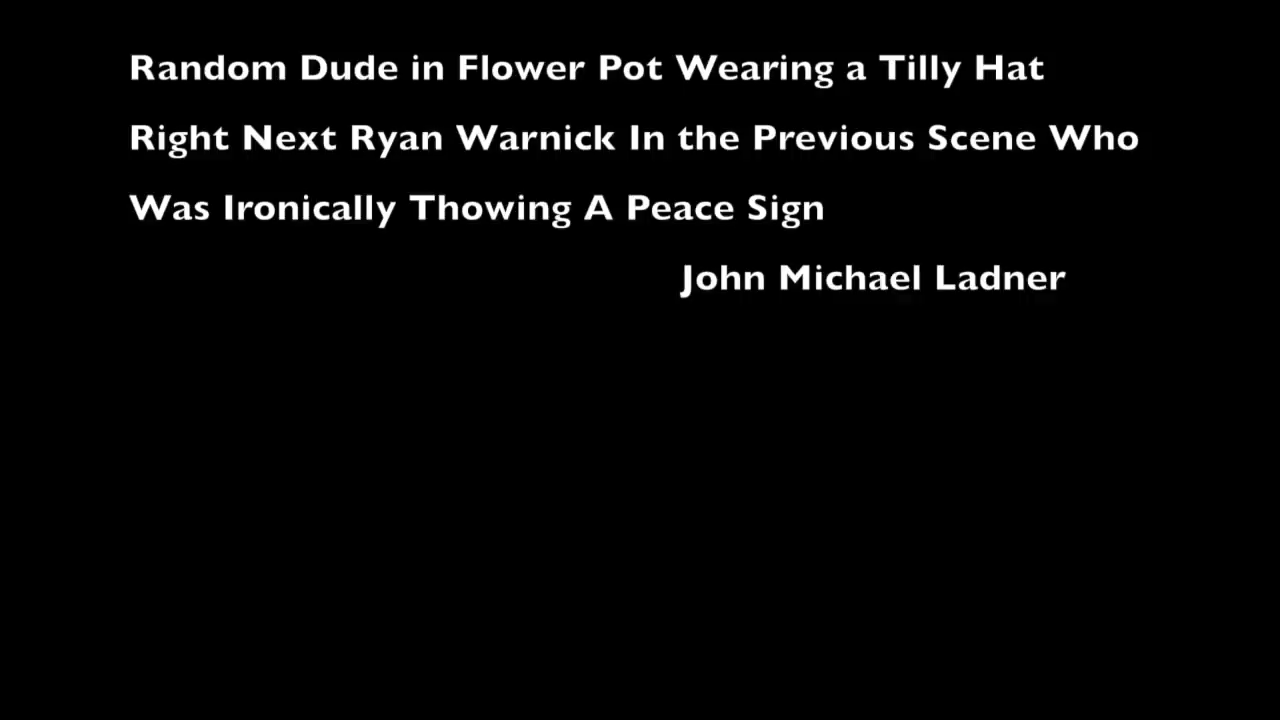 Random Dude in Flower Pot Wearing a Tilly Hat
Right Next Ryan Warnick In the Previous Scene Who
Was Ironically Thowing A Peace Sign
John Michael Ladner